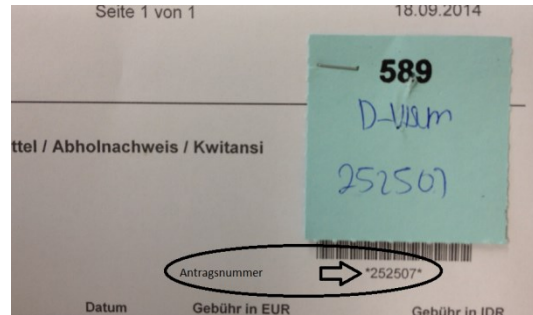 Seite 1 von 1
18.09.2014
589
D-Visum
252507
ttel / Abholnachweis / Kwitansi
Antragsnummer
*252507*
Datum Gebühr in EUR Gebühr in IDR